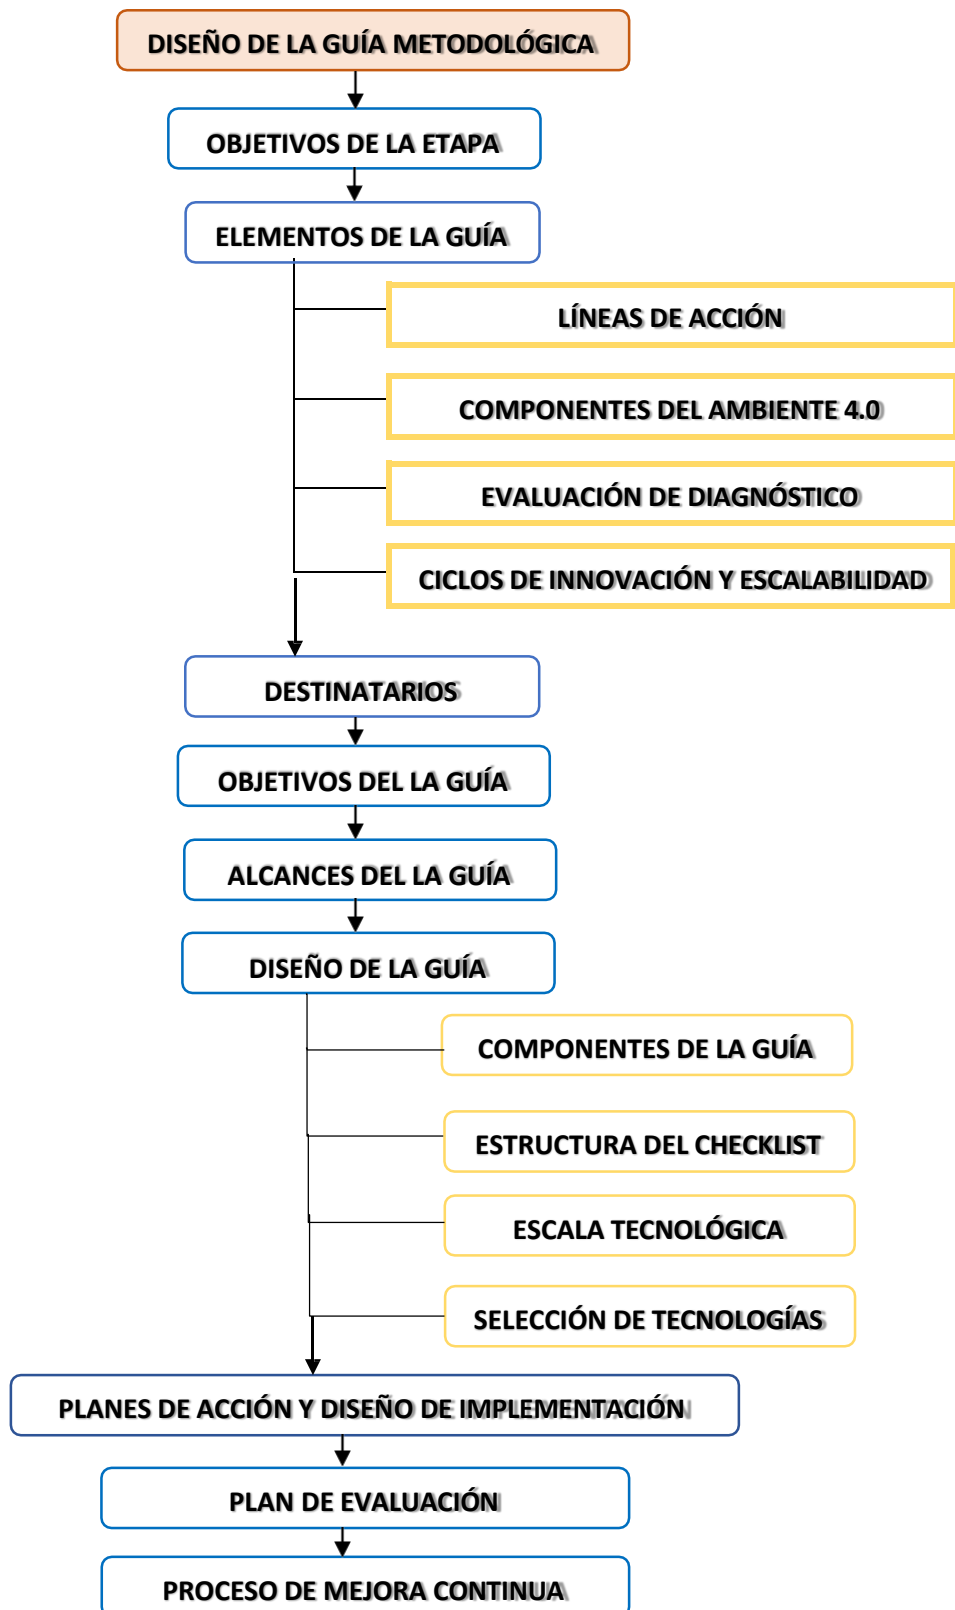 DISEÑO DE LA GUÍA METODOLÓGICA
OBJETIVOS DE LA ETAPA
ELEMENTOS DE LA GUÍA
LÍNEAS DE ACCIÓN
COMPONENTES DEL AMBIENTE 4.0
EVALUACIÓN DE DIAGNÓSTICO
CICLOS DE INNOVACIÓN Y ESCALABILIDAD
DESTINATARIOS
OBJETIVOS DEL LA GUÍA
ALCANCES DEL LA GUÍA
DISEÑO DE LA GUÍA
COMPONENTES DE LA GUÍA
ESTRUCTURA DEL CHECKLIST
ESCALA TECNOLÓGICA
SELECCIÓN DE TECNOLOGÍAS
PLANES DE ACCIÓN Y DISEÑO DE IMPLEMENTACIÓN
PLAN DE EVALUACIÓN
PROCESO DE MEJORA CONTINUA